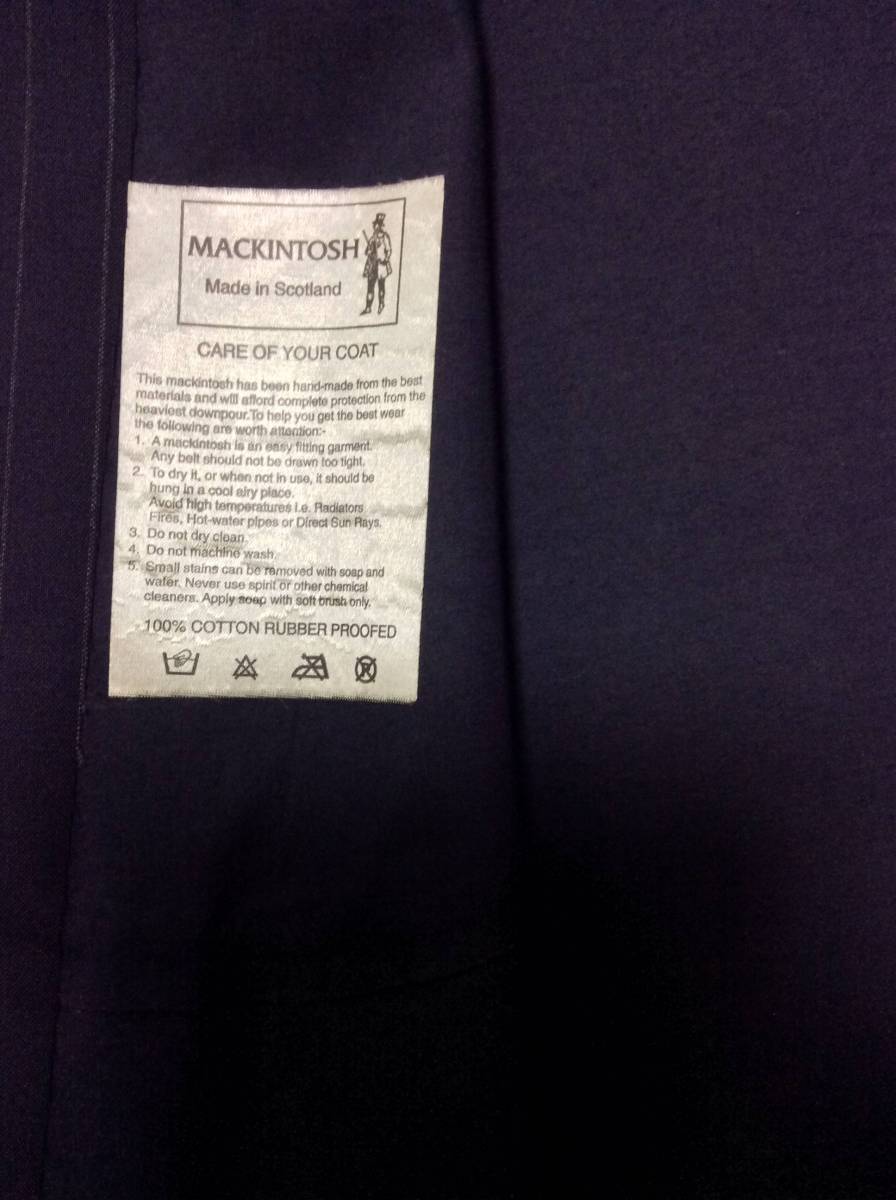 MACKINTOSH
Made in Scotland
CARE OF YOUR COAT
This mackintosh has been hand-made from the best
materials and will afford complete protection from the
heaviest downpour.To help you get the best wear
the following are worth attention:-
1. A mackintosh is an easy fitting garment.
Any belt should not be drawn too tight.
2. To dry it, or when not in use, it should be
hung in a cool airy place.
Avoid high temperatures i.e. Radiators
Fires, Hot-water pipes or Direct Sun Rays.
3. Do not dry clean.
4. Do not machine wash.
5. Small stains can be removed with soap and
water. Never use spirit or other chemical
cleaners. Apply soap with soft brush only.
100% COTTON RUBBER PROOFED